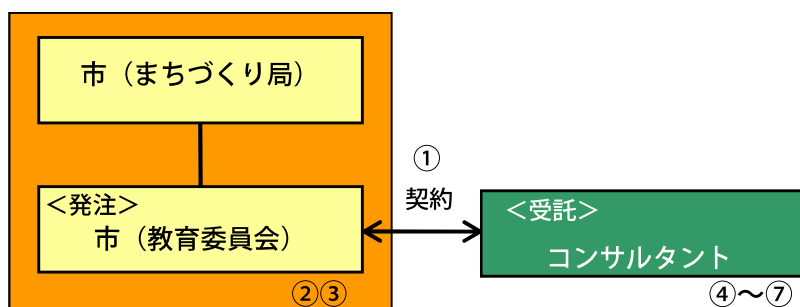 市（まちづくり局）
①
契約
＜発注＞
市（教育委員会）
②③
＜受託＞
コンサルタント
④〜⑦